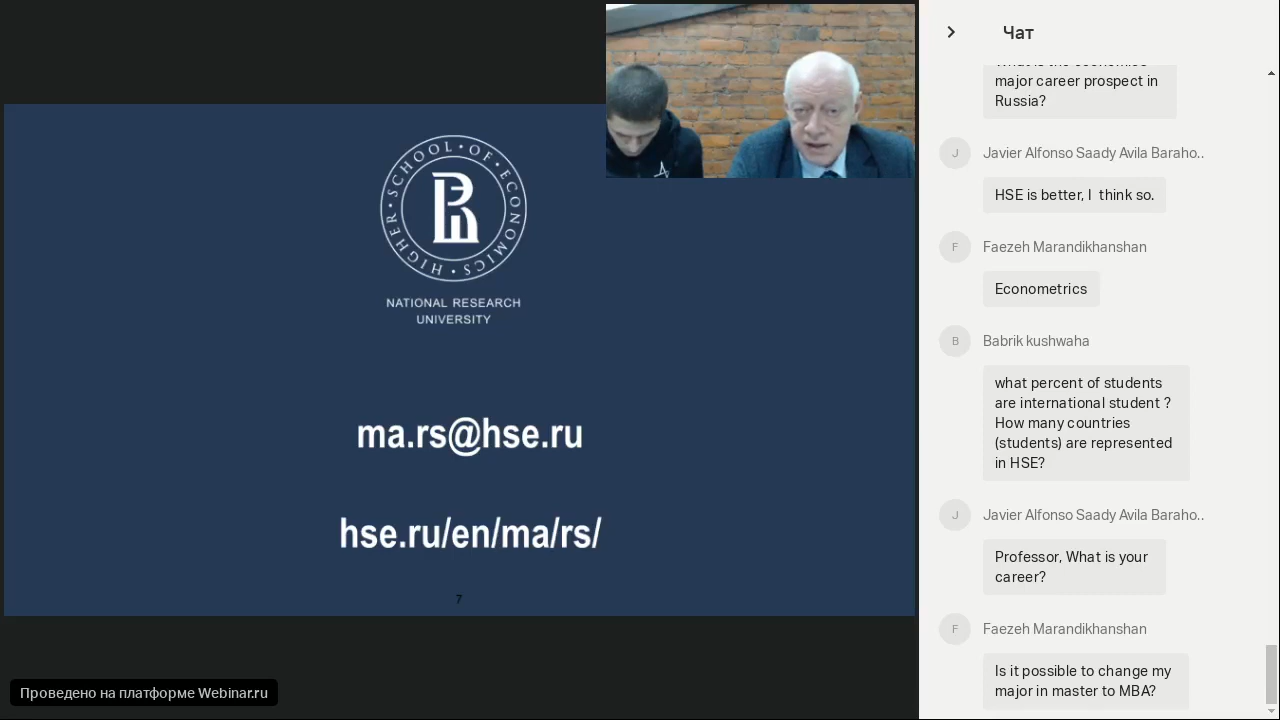 HIGHER • SCHOOL • OF • ECONOMICS •
NATIONAL RESEARCH
UNIVERSITY
ma.rs@hse.ru
hse.ru/en/ma/rs/
7
Проведено на платформе Webinar.ru
Чат
major career prospect in
Russia?
J
Javier Alfonso Saady Avila Baraho..
HSE is better, I think so.
F
Faezeh Marandikhanshan
Econometrics
B
Babrik kushwaha
what percent of students
are international student ?
How many countries
(students) are represented
in HSE?
J
Javier Alfonso Saady Avila Baraho..
Professor, What is your
career?
F
Faezeh Marandikhanshan
Is it possible to change my
major in master to MBA?